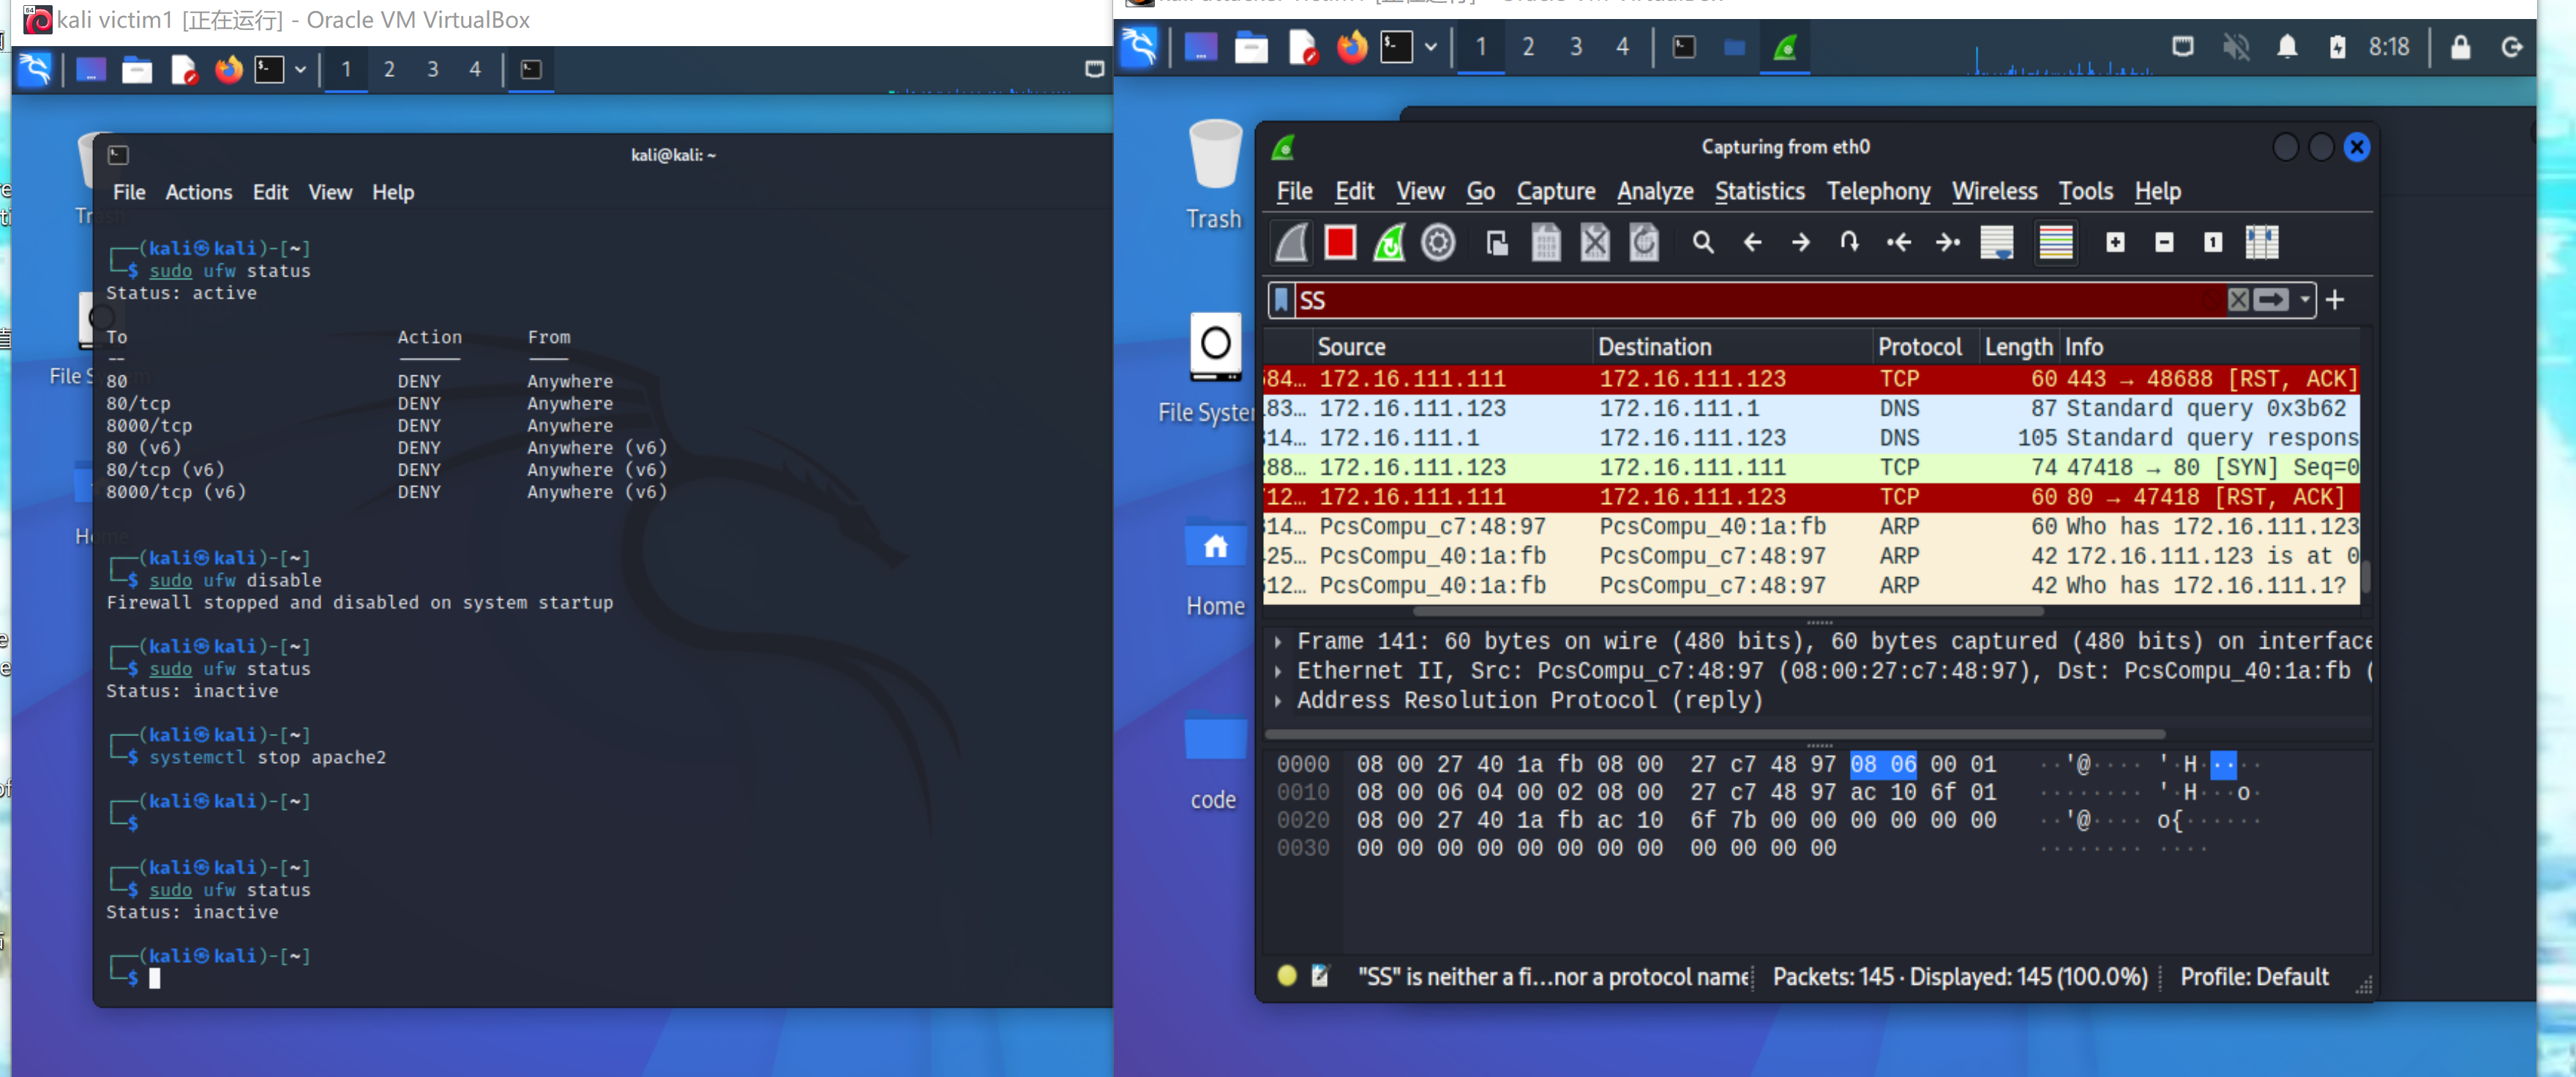 kali victim1 [正在运行] - Oracle VM VirtualBox
1 2 3 4
kali@kali: ~
File Actions Edit View Help
┌──(kali㉿kali)-[~]
└─$ sudo ufw status
Status: active
To Action From
-- ------ ----
80 DENY Anywhere
80/tcp DENY Anywhere
8000/tcp DENY Anywhere
80 (v6) DENY Anywhere (v6)
80/tcp (v6) DENY Anywhere (v6)
8000/tcp (v6) DENY Anywhere (v6)
┌──(kali㉿kali)-[~]
└─$ sudo ufw disable
Firewall stopped and disabled on system startup
┌──(kali㉿kali)-[~]
└─$ sudo ufw status
Status: inactive
┌──(kali㉿kali)-[~]
└─$ systemctl stop apache2
┌──(kali㉿kali)-[~]
└─$
┌──(kali㉿kali)-[~]
└─$ sudo ufw status
Status: inactive
┌──(kali㉿kali)-[~]
└─$
1 2 3 4 8:18
Trash
File System
Home
code
Capturing from eth0
File Edit View Go Capture Analyze Statistics Telephony Wireless Tools Help
SS
Source Destination Protocol Length Info
584… 172.16.111.111 172.16.111.123 TCP 60 443 → 48688 [RST, ACK]
183… 172.16.111.123 172.16.111.1 DNS 87 Standard query 0x3b62
314… 172.16.111.1 172.16.111.123 DNS 105 Standard query respons
288… 172.16.111.123 172.16.111.111 TCP 74 47418 → 80 [SYN] Seq=0
712… 172.16.111.111 172.16.111.123 TCP 60 80 → 47418 [RST, ACK]
314… PcsCompu_c7:48:97 PcsCompu_40:1a:fb ARP 60 Who has 172.16.111.123
425… PcsCompu_40:1a:fb PcsCompu_c7:48:97 ARP 42 172.16.111.123 is at 0
512… PcsCompu_40:1a:fb PcsCompu_c7:48:97 ARP 42 Who has 172.16.111.1?
Frame 141: 60 bytes on wire (480 bits), 60 bytes captured (480 bits) on interface
Ethernet II, Src: PcsCompu_c7:48:97 (08:00:27:c7:48:97), Dst: PcsCompu_40:1a:fb (
Address Resolution Protocol (reply)
0000 08 00 27 40 1a fb 08 00 27 c7 48 97 08 06 00 01 ··'@···· '·H·····
0010 08 00 06 04 00 02 08 00 27 c7 48 97 ac 10 6f 01 ········ '·H···o·
0020 08 00 27 40 1a fb ac 10 6f 7b 00 00 00 00 00 00 ··'@···· o{······
0030 00 00 00 00 00 00 00 00 00 00 00 00 ········ ····
"SS" is neither a fi…nor a protocol name Packets: 145 · Displayed: 145 (100.0%) Profile: Default